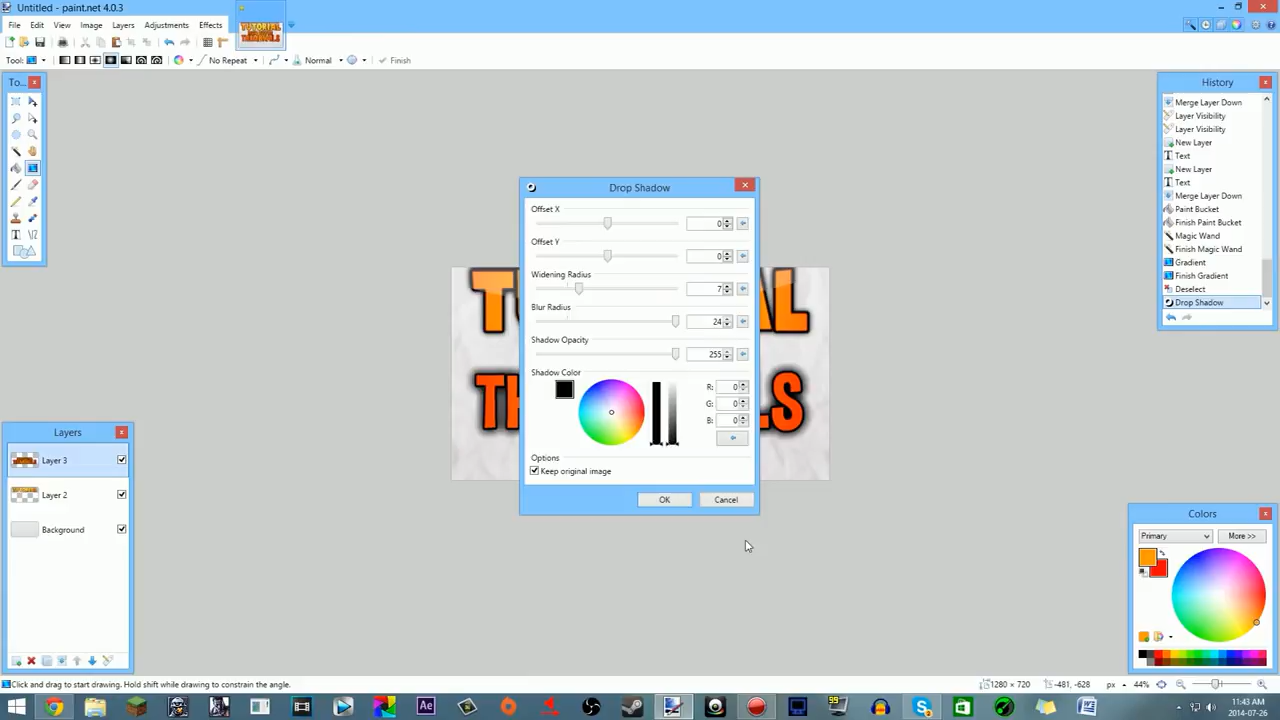 Untitled - paint.net 4.0.3
File Edit View Image Layers Adjustments Effects
TUTORIAL
Tool: No Repeat Normal Finish
To...
History
Merge Layer Down
Layer Visibility
Layer Visibility
New Layer
Text
New Layer
Text
Merge Layer Down
Paint Bucket
Finish Paint Bucket
Magic Wand
Finish Magic Wand
Gradient
Finish Gradient
Deselect
Drop Shadow
Drop Shadow
Offset X
0
Offset Y
0
Widening Radius
7
Blur Radius
24
Shadow Opacity
255
Shadow Color
R: 0
G: 0
B: 0
Options
Keep original image
OK Cancel
Layers
Layer 3
Layer 2
Background
Colors
Primary More >>
Click and drag to start drawing. Hold shift while drawing to constrain the angle.
1280 × 720 -481, -628 px 44%
Ae
99
11:43 AM
2014-07-26